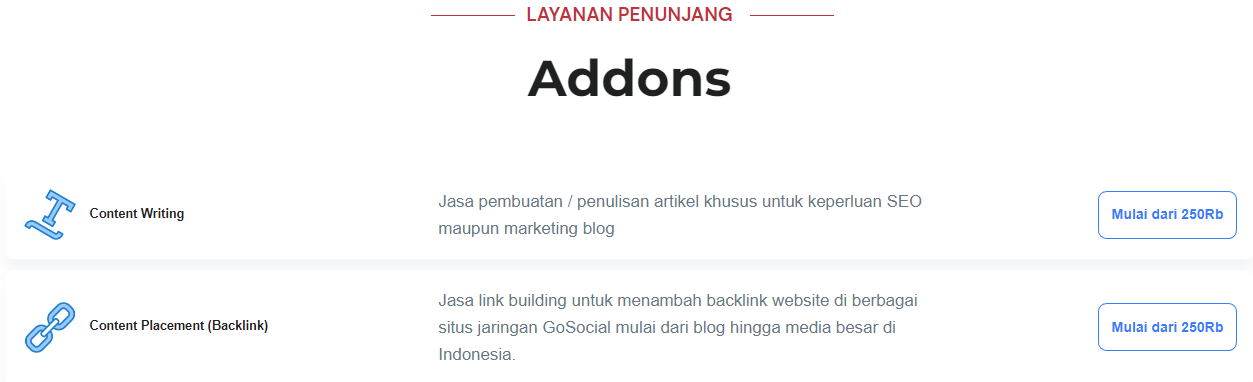 LAYANAN PENUNJANG
Addons
Content Writing
Jasa pembuatan / penulisan artikel khusus untuk keperluan SEO
maupun marketing blog
Mulai dari 250Rb
Content Placement (Backlink)
Jasa link building untuk menambah backlink website di berbagai
situs jaringan GoSocial mulai dari blog hingga media besar di
Indonesia.
Mulai dari 250Rb